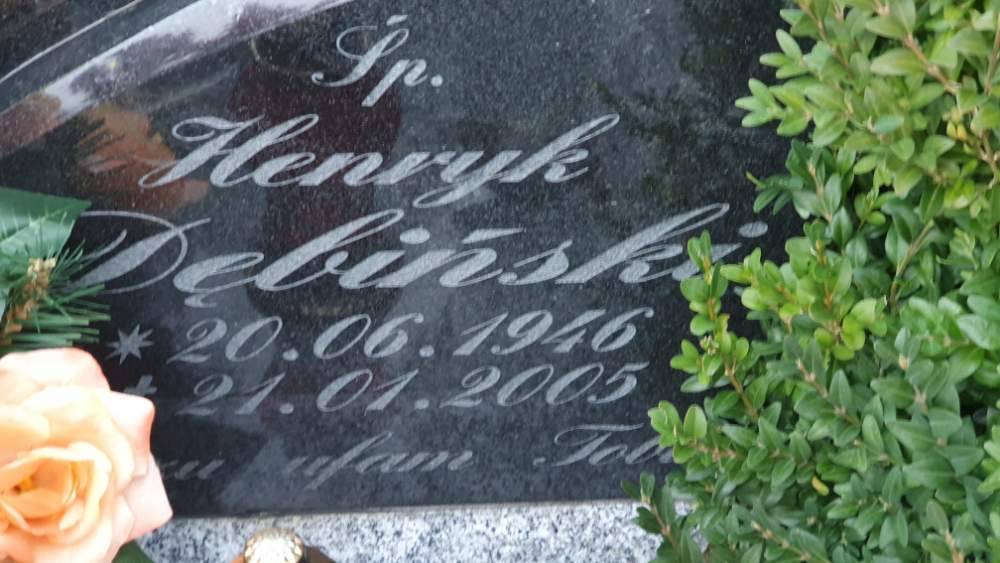 Śp.
Henryk
Dębiński
* 20.06.1946
✝ 21.01.2005
ufam